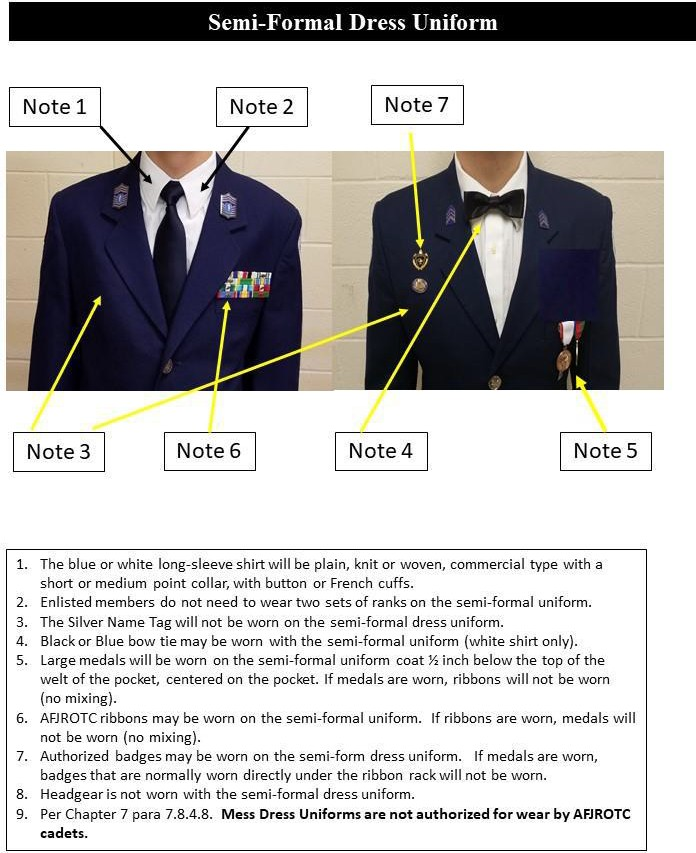 Semi-Formal Dress Uniform
Note 1
Note 2
Note 7
Note 3
Note 6
Note 4
Note 5
1. The blue or white long-sleeve shirt will be plain, knit or woven, commercial type with a
short or medium point collar, with button or French cuffs.
2. Enlisted members do not need to wear two sets of ranks on the semi-formal uniform.
3. The Silver Name Tag will not be worn on the semi-formal dress uniform.
4. Black or Blue bow tie may be worn with the semi-formal uniform (white shirt only).
5. Large medals will be worn on the semi-formal uniform coat ½ inch below the top of the
welt of the pocket, centered on the pocket. If medals are worn, ribbons will not be worn
(no mixing).
6. AFJROTC ribbons may be worn on the semi-formal uniform. If ribbons are worn, medals will
not be worn (no mixing).
7. Authorized badges may be worn on the semi-form dress uniform. If medals are worn,
badges that are normally worn directly under the ribbon rack will not be worn.
8. Headgear is not worn with the semi-formal dress uniform.
9. Per Chapter 7 para 7.8.4.8. Mess Dress Uniforms are not authorized for wear by AFJROTC
cadets.